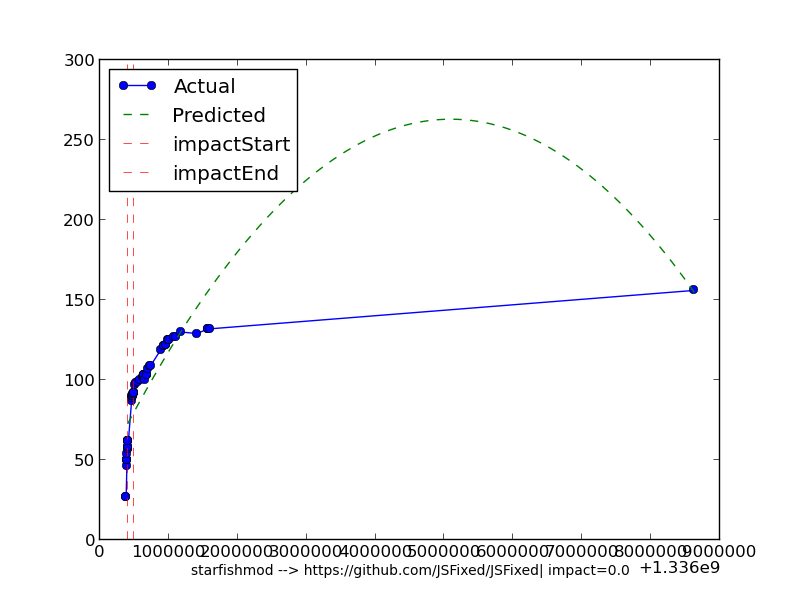 300
250
200
150
100
50
0
Actual
Predicted
impactStart
impactEnd
0 1000000 2000000 3000000 4000000 5000000 6000000 7000000 8000000 9000000
starfishmod --> https://github.com/JSFixed/JSFixed| impact=0.0 +1.336e9